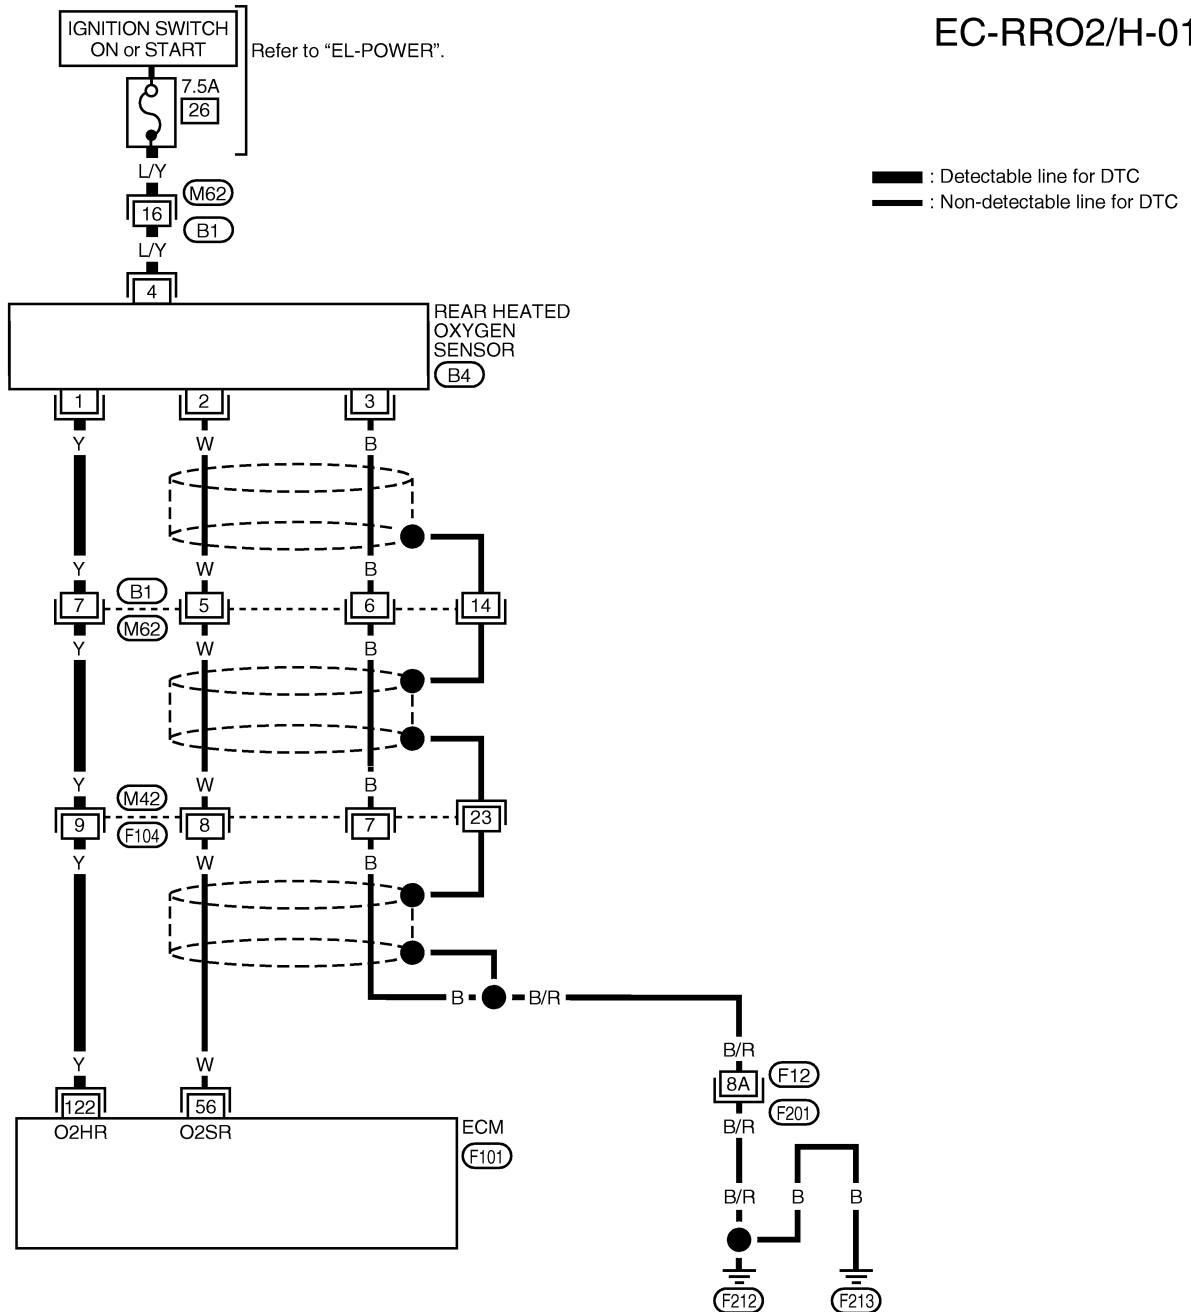 EC-RRO2/H-01
IGNITION SWITCH
ON or START
Refer to “EL-POWER”.
7.5A
26
L/Y
: Detectable line for DTC
: Non-detectable line for DTC
M62
16
B1
L/Y
4
REAR HEATED
OXYGEN
SENSOR
B4
1 2 3
Y W B
Y W B
B1
7 5 6 14
M62
Y W B
Y W B
M42
9 8 7 23
F104
Y W B
B B/R
B/R
Y W
8A F12
F201
122 56
O2HR O2SR
ECM
F101
B/R
B/R B B
F212 F213